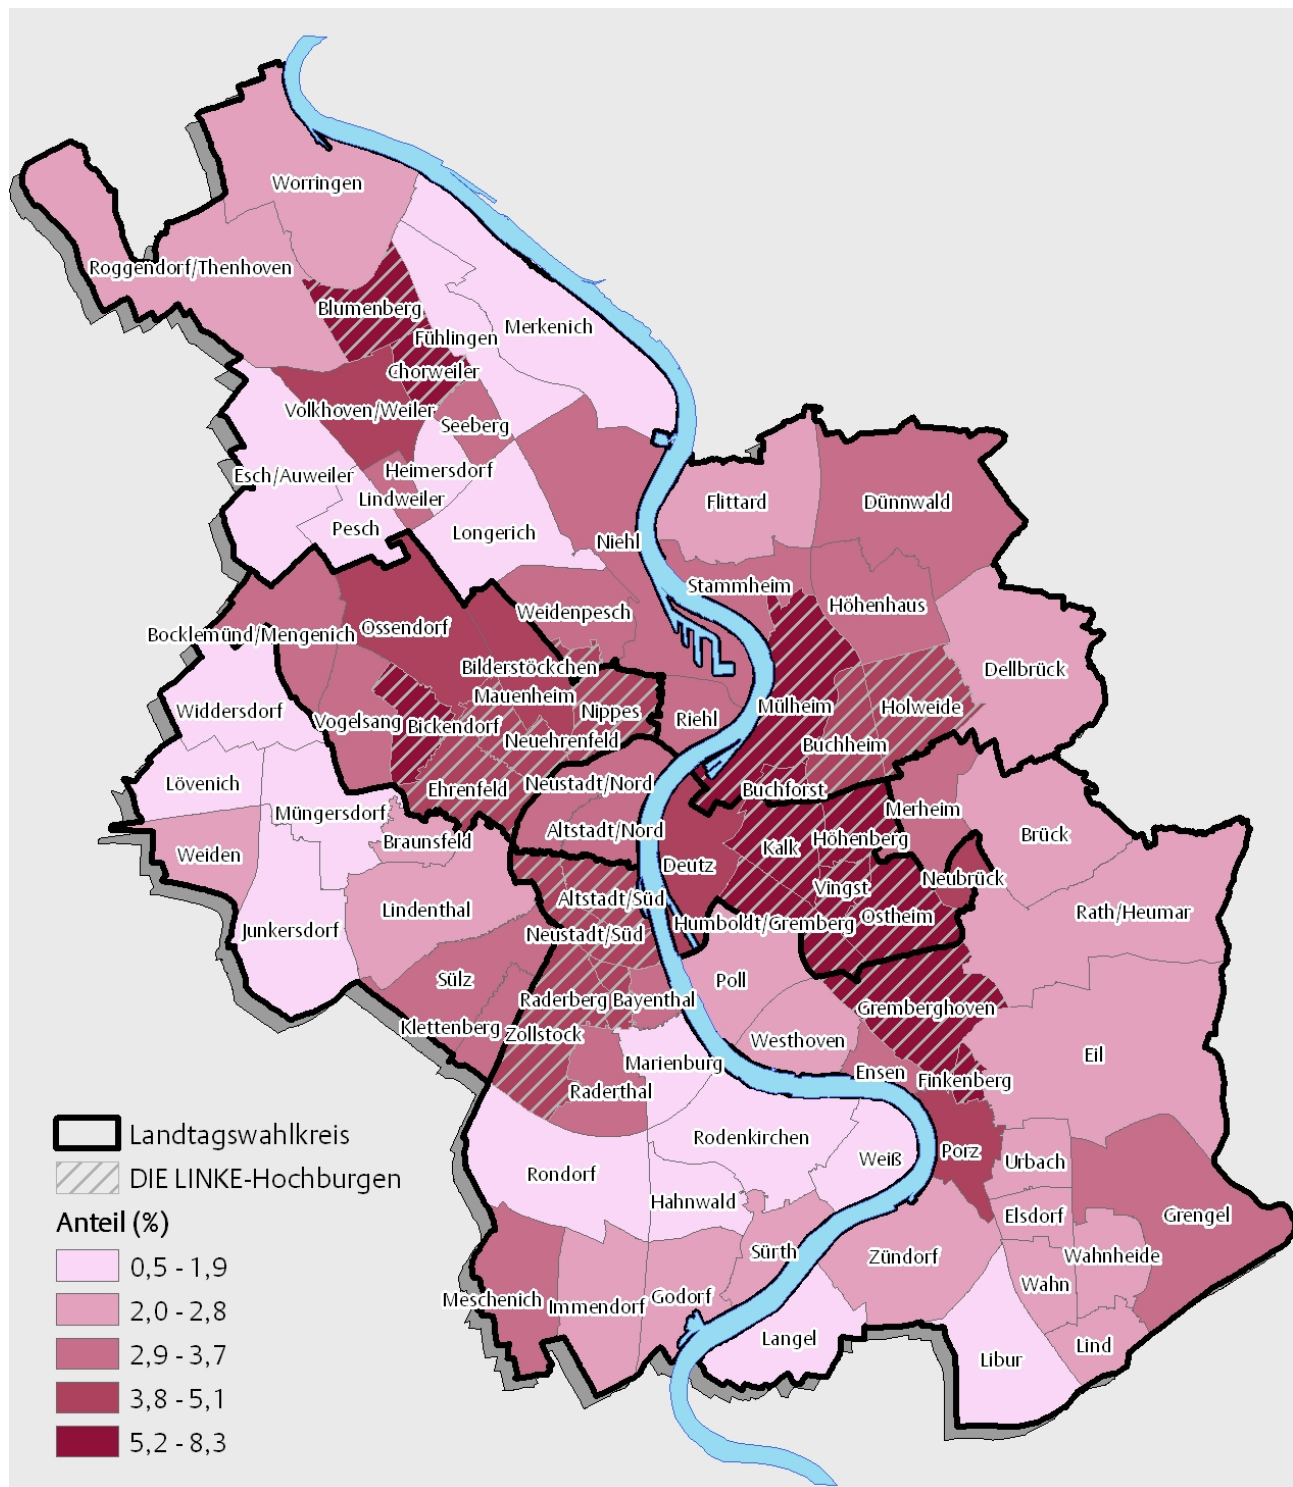 Worringen
Roggendorf/Thenhoven
Blumenberg
Fühlingen
Merkenich
Chorweiler
Volkhoven/Weiler
Seeberg
Heimersdorf
Esch/Auweiler
Lindweiler
Pesch
Longerich
Niehl
Flittard
Dünnwald
Stammheim
Höhenhaus
Weidenpesch
Ossendorf
Bocklemünd/Mengenich
Bilderstöckchen
Dellbrück
Mauenheim
Widdersdorf
Vogelsang
Bickendorf
Nippes
Riehl
Mülheim
Holweide
Neuehrenfeld
Buchheim
Lövenich
Ehrenfeld
Neustadt/Nord
Buchforst
Müngersdorf
Merheim
Braunsfeld
Altstadt/Nord
Brück
Weiden
Kalk
Höhenberg
Deutz
Vingst
Neubrück
Altstadt/Süd
Lindenthal
Rath/Heumar
Ostheim
Humboldt/Gremberg
Junkersdorf
Neustadt/Süd
Sülz
Poll
Raderberg
Bayenthal
Gremberghoven
Klettenberg
Zollstock
Westhoven
Eil
Marienburg
Ensen
Finkenberg
Raderthal
Rodenkirchen
Weiß
Porz
Urbach
Rondorf
Hahnwald
Elsdorf
Grengel
Sürth
Zündorf
Wahnheide
Wahn
Meschenich
Immendorf
Godorf
Langel
Lind
Libur
Landtagswahlkreis
DIE LINKE-Hochburgen
Anteil (%)
0,5 - 1,9
2,0 - 2,8
2,9 - 3,7
3,8 - 5,1
5,2 - 8,3